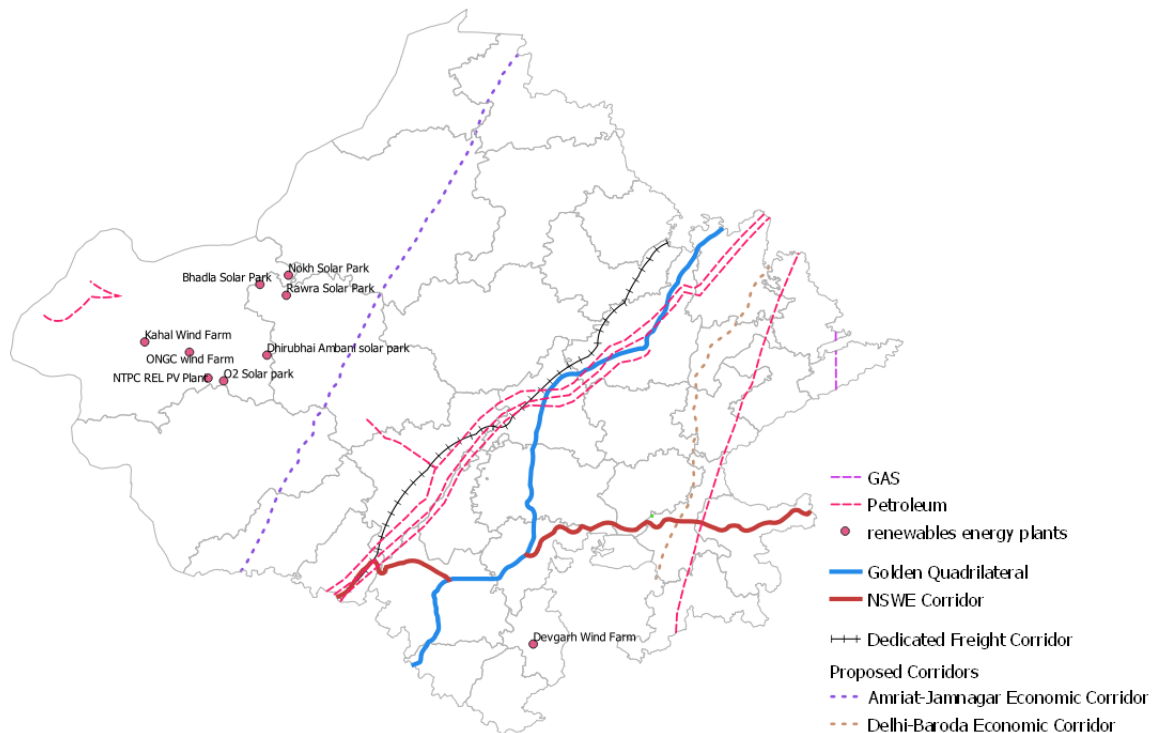 Nokh Solar Park
Bhadla Solar Park
Rawra Solar Park
Kahal Wind Farm
ONGC wind Farm
Dhirubhai Ambani solar park
NTPC REL PV Plant
O2 Solar park
Devgarh Wind Farm
GAS
Petroleum
renewables energy plants
Golden Quadrilateral
NSWE Corridor
Dedicated Freight Corridor
Proposed Corridors
Amriat-Jamnagar Economic Corridor
Delhi-Baroda Economic Corridor